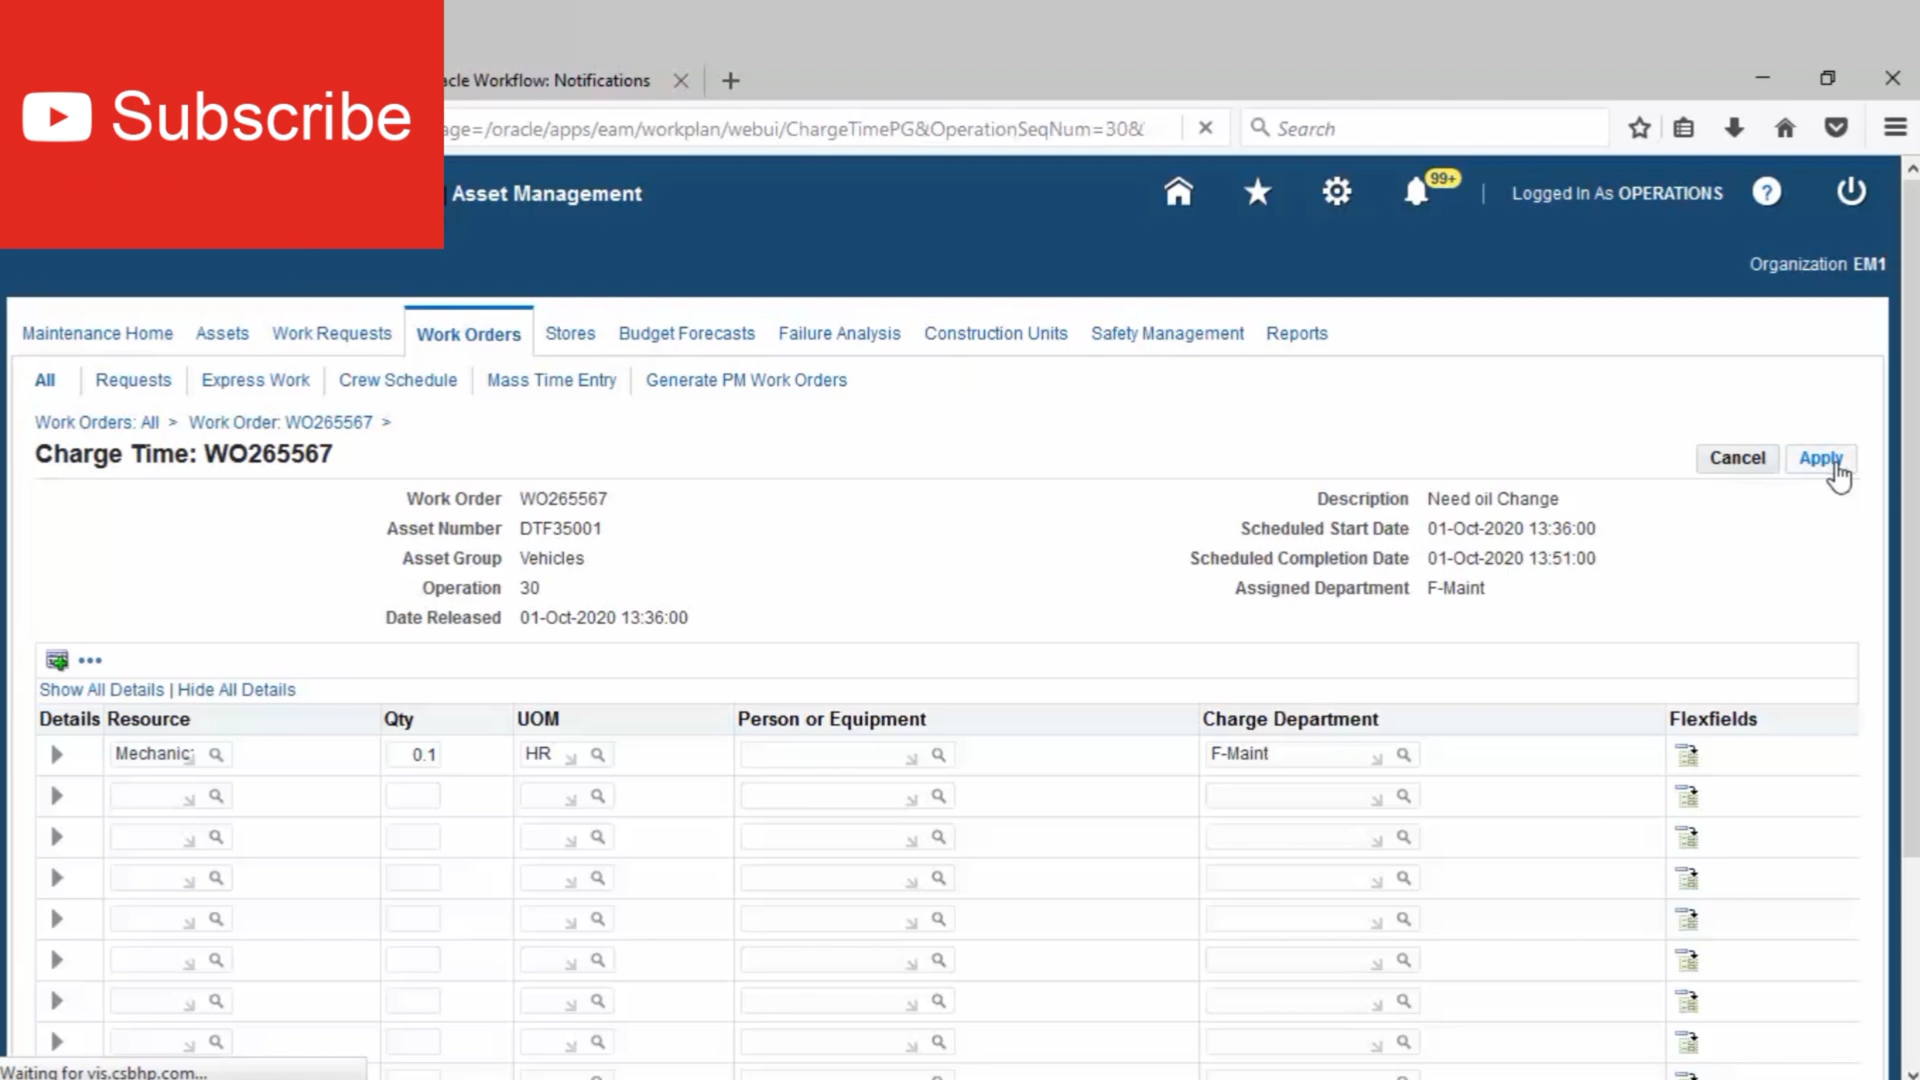 Subscribe
acle Workflow: Notifications
age=/oracle/apps/eam/workplan/webui/ChargeTimePG&OperationSeqNum=30&
Search
Asset Management
99+
Logged In As OPERATIONS
?
Organization EM1
Maintenance Home Assets Work Requests Work Orders Stores Budget Forecasts Failure Analysis Construction Units Safety Management Reports
All Requests Express Work Crew Schedule Mass Time Entry Generate PM Work Orders
Work Orders: All > Work Order: WO265567 >
Charge Time: WO265567
Cancel Apply
Work Order WO265567 Description Need oil Change
Asset Number DTF35001 Scheduled Start Date 01-Oct-2020 13:36:00
Asset Group Vehicles Scheduled Completion Date 01-Oct-2020 13:51:00
Operation 30 Assigned Department F-Maint
Date Released 01-Oct-2020 13:36:00
Show All Details | Hide All Details
Details Resource Qty UOM Person or Equipment Charge Department Flexfields
Mechanic 0.1 HR F-Maint
Waiting for vis.csbhp.com...